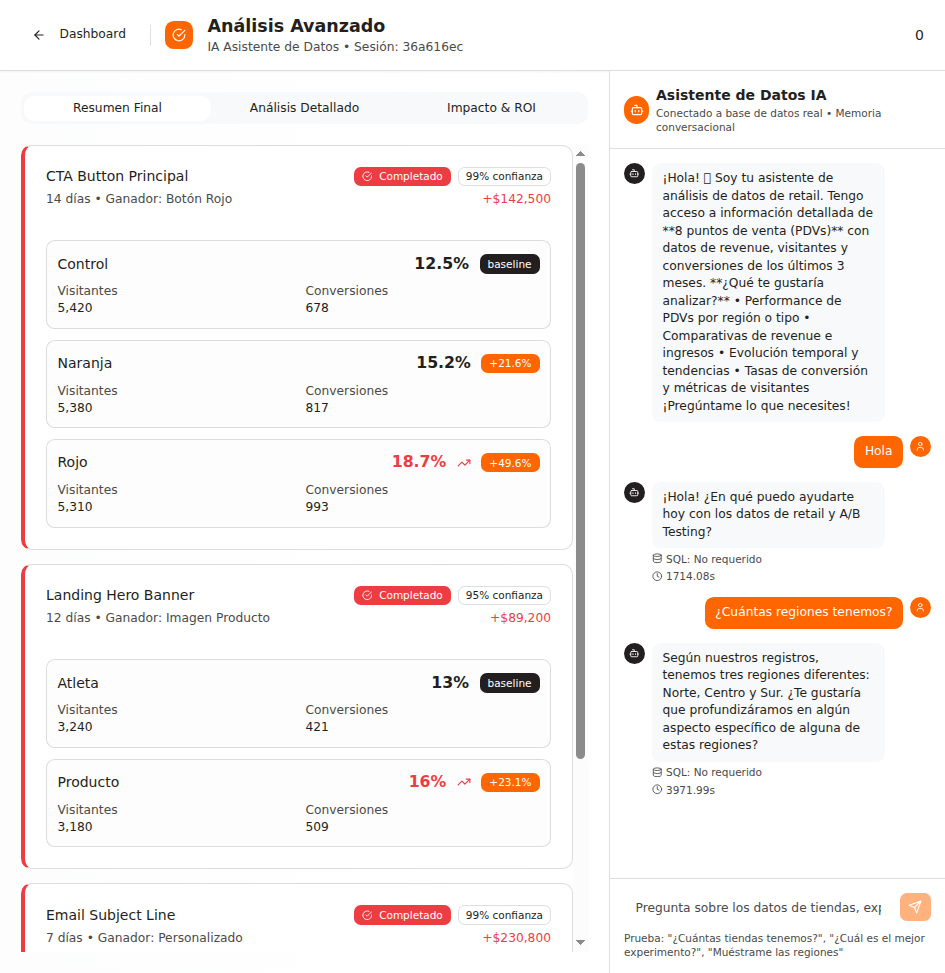 Dashboard
Análisis Avanzado
IA Asistente de Datos • Sesión: 36a616ec
0
Resumen Final
Análisis Detallado
Impacto & ROI
CTA Button Principal
Completado
99% confianza
14 días • Ganador: Botón Rojo
+$142,500
Control
12.5%
baseline
Visitantes
Conversiones
5,420
678
Naranja
15.2%
+21.6%
Visitantes
Conversiones
5,380
817
Rojo
18.7%
+49.6%
Visitantes
Conversiones
5,310
993
Landing Hero Banner
Completado
95% confianza
12 días • Ganador: Imagen Producto
+$89,200
Atleta
13%
baseline
Visitantes
Conversiones
3,240
421
Producto
16%
+23.1%
Visitantes
Conversiones
3,180
509
Email Subject Line
Completado
99% confianza
7 días • Ganador: Personalizado
+$230,800
Asistente de Datos IA
Conectado a base de datos real • Memoria
conversacional
¡Hola! Soy tu asistente de
análisis de datos de retail. Tengo
acceso a información detallada de
**8 puntos de venta (PDVs)** con
datos de revenue, visitantes y
conversiones de los últimos 3
meses. **¿Qué te gustaría
analizar?** • Performance de
PDVs por región o tipo •
Comparativas de revenue e
ingresos • Evolución temporal y
tendencias • Tasas de conversión
y métricas de visitantes
¡Pregúntame lo que necesites!
Hola
¡Hola! ¿En qué puedo ayudarte
hoy con los datos de retail y A/B
Testing?
SQL: No requerido
1714.08s
¿Cuántas regiones tenemos?
Según nuestros registros,
tenemos tres regiones diferentes:
Norte, Centro y Sur. ¿Te gustaría
que profundizáramos en algún
aspecto específico de alguna de
estas regiones?
SQL: No requerido
3971.99s
Pregunta sobre los datos de tiendas, exp
Prueba: "¿Cuántas tiendas tenemos?", "¿Cuál es el mejor
experimento?", "Muéstrame las regiones"